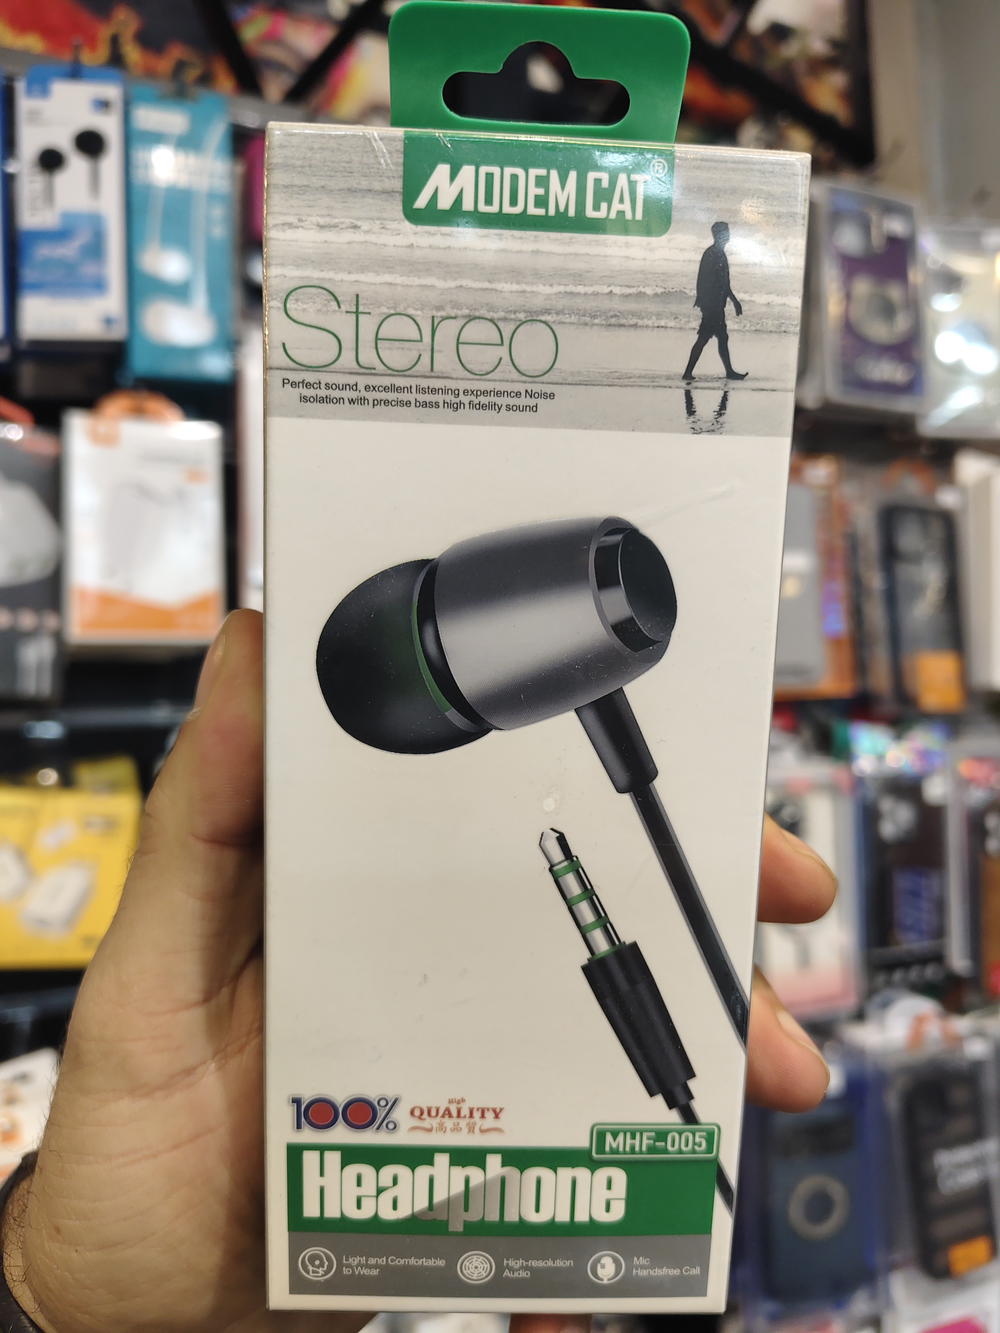 MODEM CAT®
Stereo
Perfect sound, excellent listening experience Noise
isolation with precise bass high fidelity sound
100%
High
QUALITY
高品質
MHF-005
Headphone
Light and Comfortable
to Wear
High-resolution
Audio
Mic
Handsfree Call